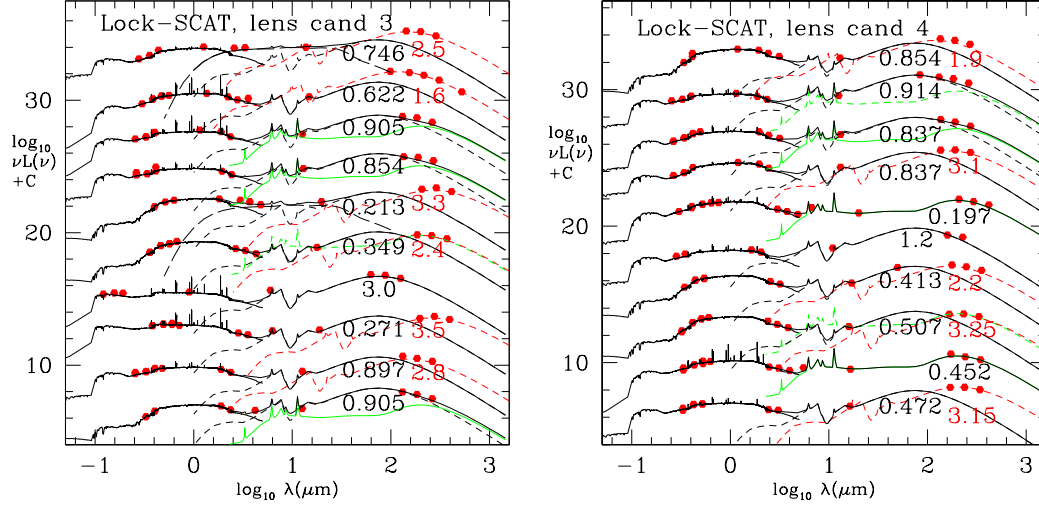 Lock-SCAT, lens cand 3
0.746 2.5
0.622 1.6
30
0.905
log₁₀
νL(ν)
+C
0.854
0.213 3.3
20
0.349 2.4
3.0
0.271 3.5
10
0.897 2.8
0.905
−1 0 1 2 3
log₁₀ λ(μm)
Lock-SCAT, lens cand 4
0.854 1.9
30
0.914
log₁₀
νL(ν)
+C
0.837
0.837 3.1
20
0.197
1.2
0.413 2.2
0.507 3.25
10
0.452
0.472 3.15
−1 0 1 2 3
log₁₀ λ(μm)